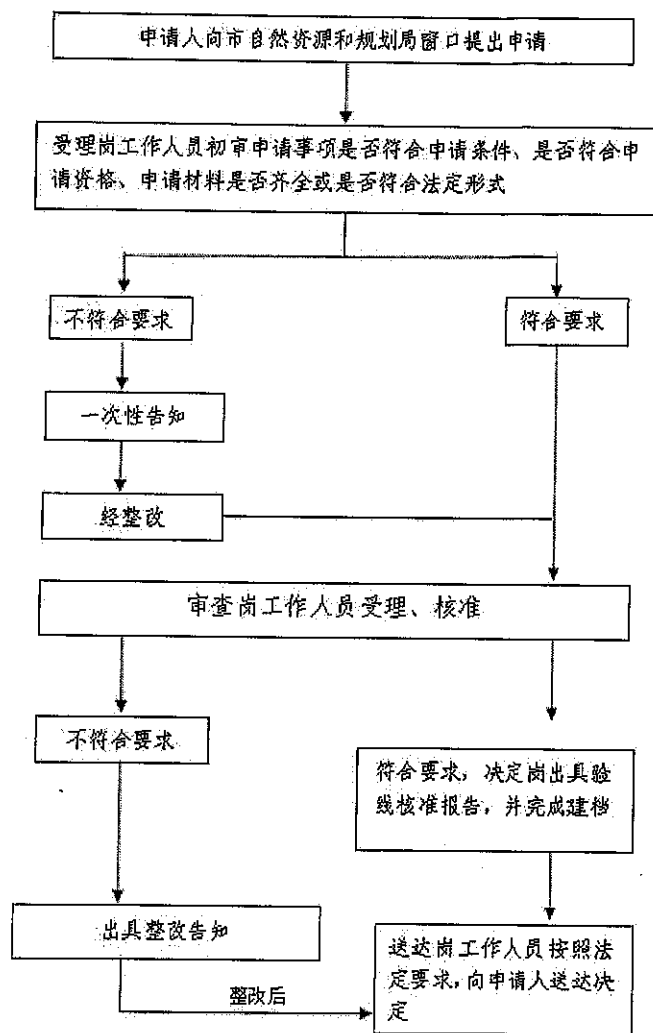 申请人向市自然资源和规划局窗口提出申请
受理岗工作人员初审申请事项是否符合申请条件、是否符合申
请资格、申请材料是否齐全或是否符合法定形式
不符合要求
符合要求
一次性告知
经整改
审查岗工作人员受理、核准
不符合要求
符合要求，决定岗出具验
线核准报告，并完成建档
出具整改告知
送达岗工作人员按照法
定要求，向申请人送达决
定
整改后